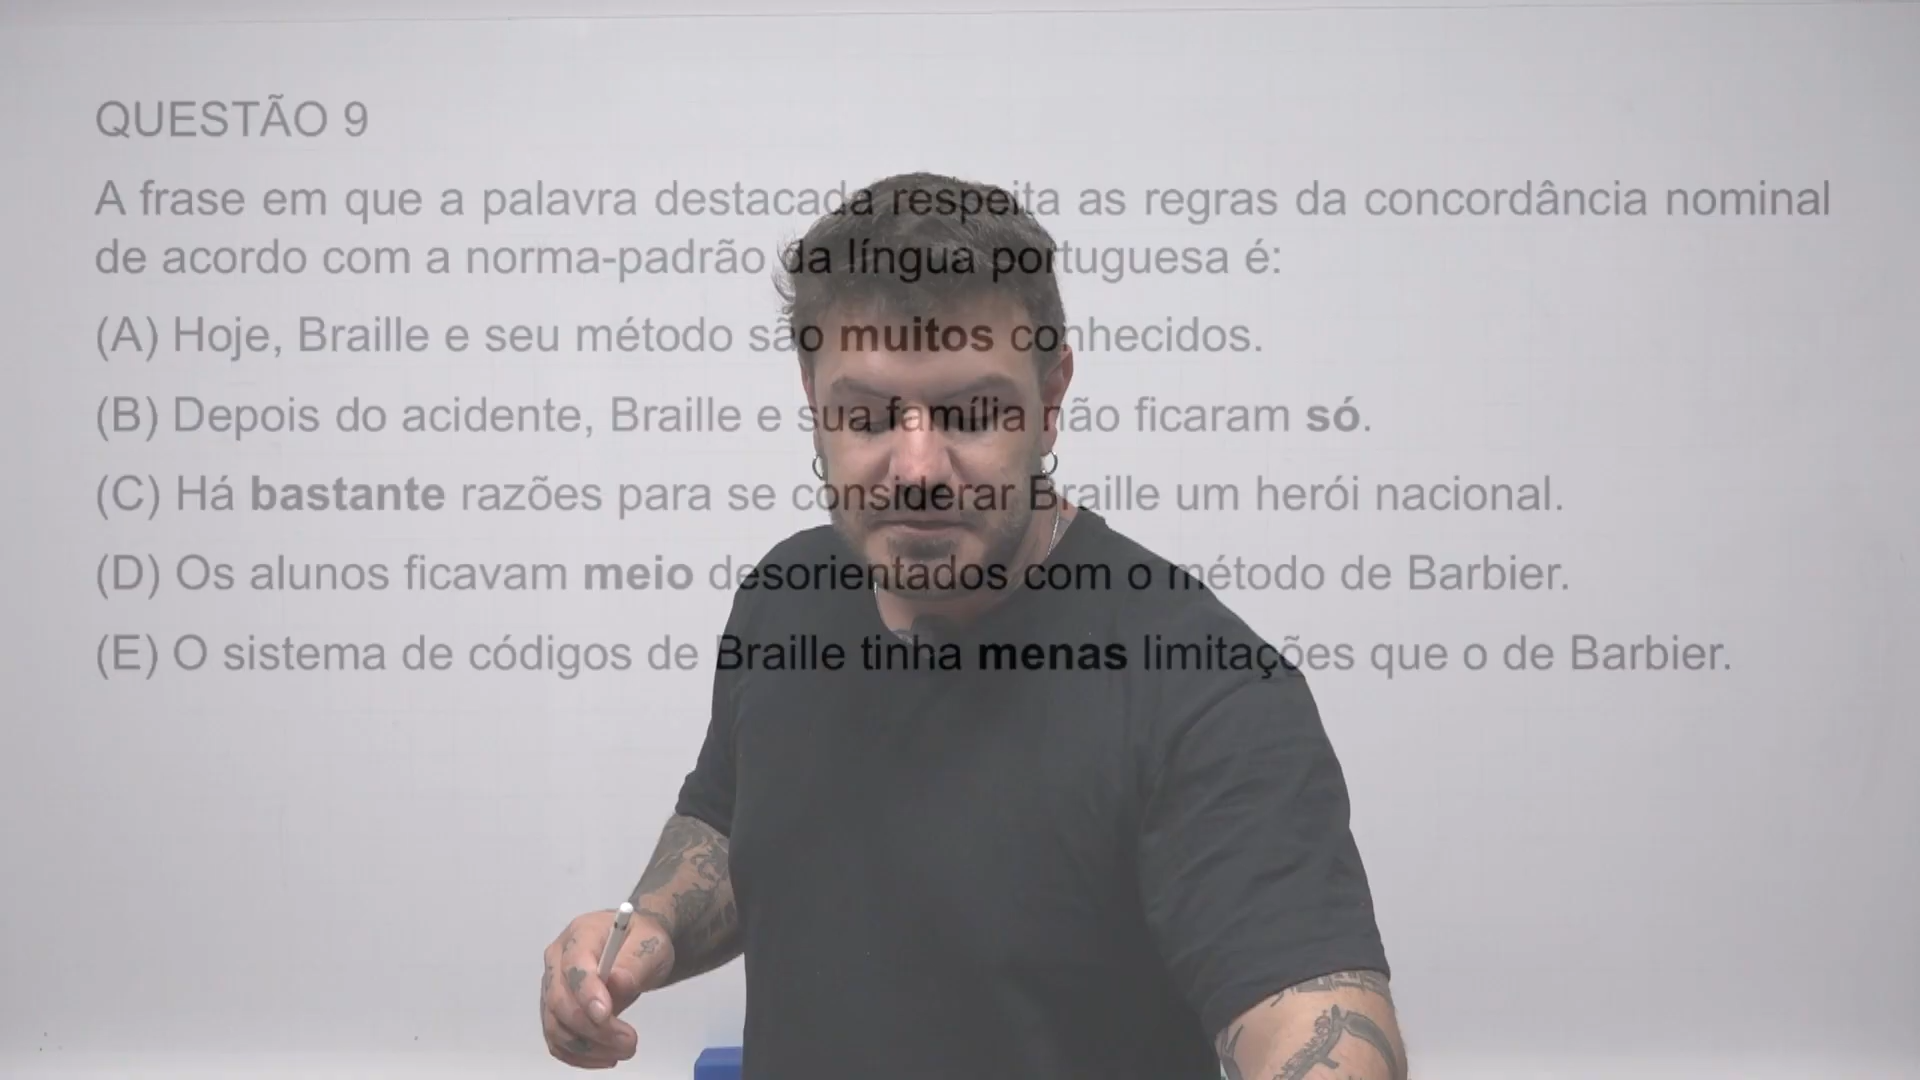 QUESTÃO 9
A frase em que a palavra destacada respeita as regras da concordância nominal
de acordo com a norma-padrão da língua portuguesa é:
(A) Hoje, Braille e seu método são muitos conhecidos.
(B) Depois do acidente, Braille e sua família não ficaram só.
(C) Há bastante razões para se considerar Braille um herói nacional.
(D) Os alunos ficavam meio desorientados com o método de Barbier.
(E) O sistema de códigos de Braille tinha menas limitações que o de Barbier.